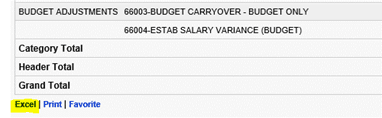 BUDGET ADJUSTMENTS 66003-BUDGET CARRYOVER - BUDGET ONLY
66004-ESTAB SALARY VARIANCE (BUDGET)
Category Total
Header Total
Grand Total
Excel | Print | Favorite